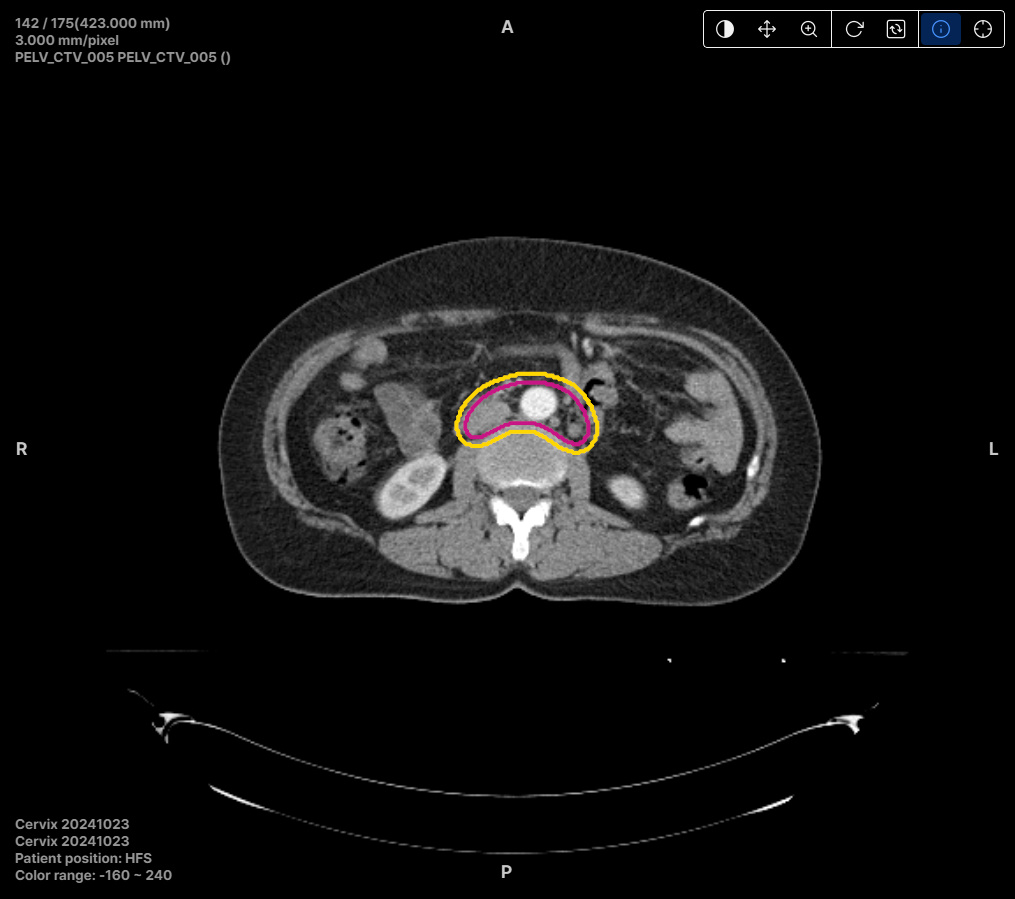 142 / 175(423.000 mm)
3.000 mm/pixel
PELV_CTV_005 PELV_CTV_005 ()
A
R
L
Cervix 20241023
Cervix 20241023
Patient position: HFS
Color range: -160 ~ 240
P